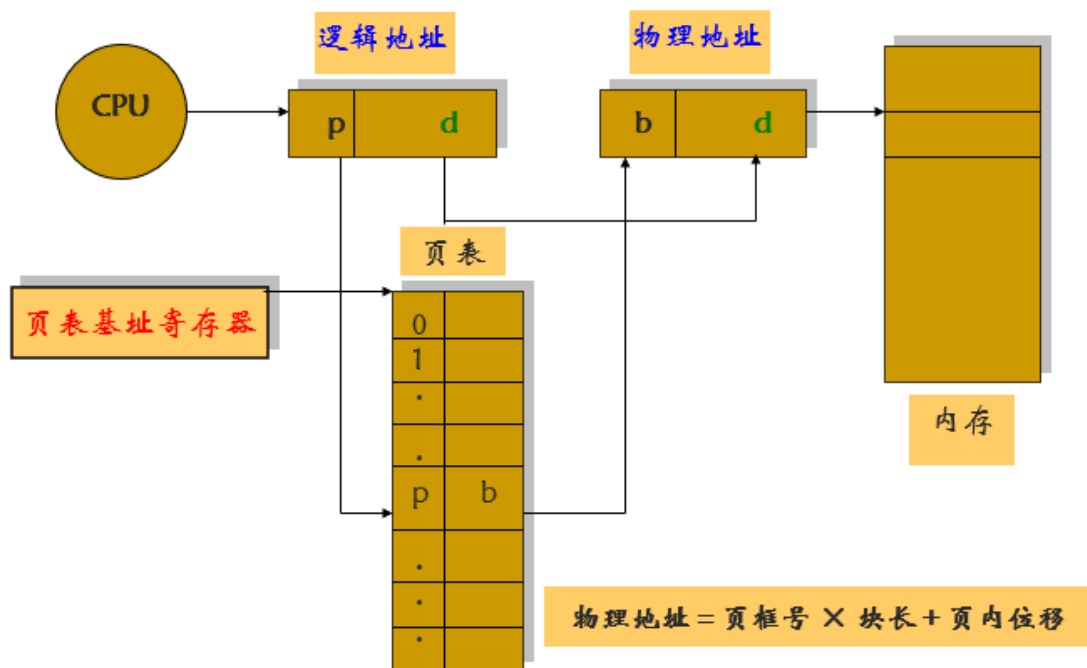 逻辑地址
物理地址
CPU
p d
b d
页表
页表基址寄存器
0
1
.
.
p b
.
.
.
内存
物理地址=页框号×块长+页内位移